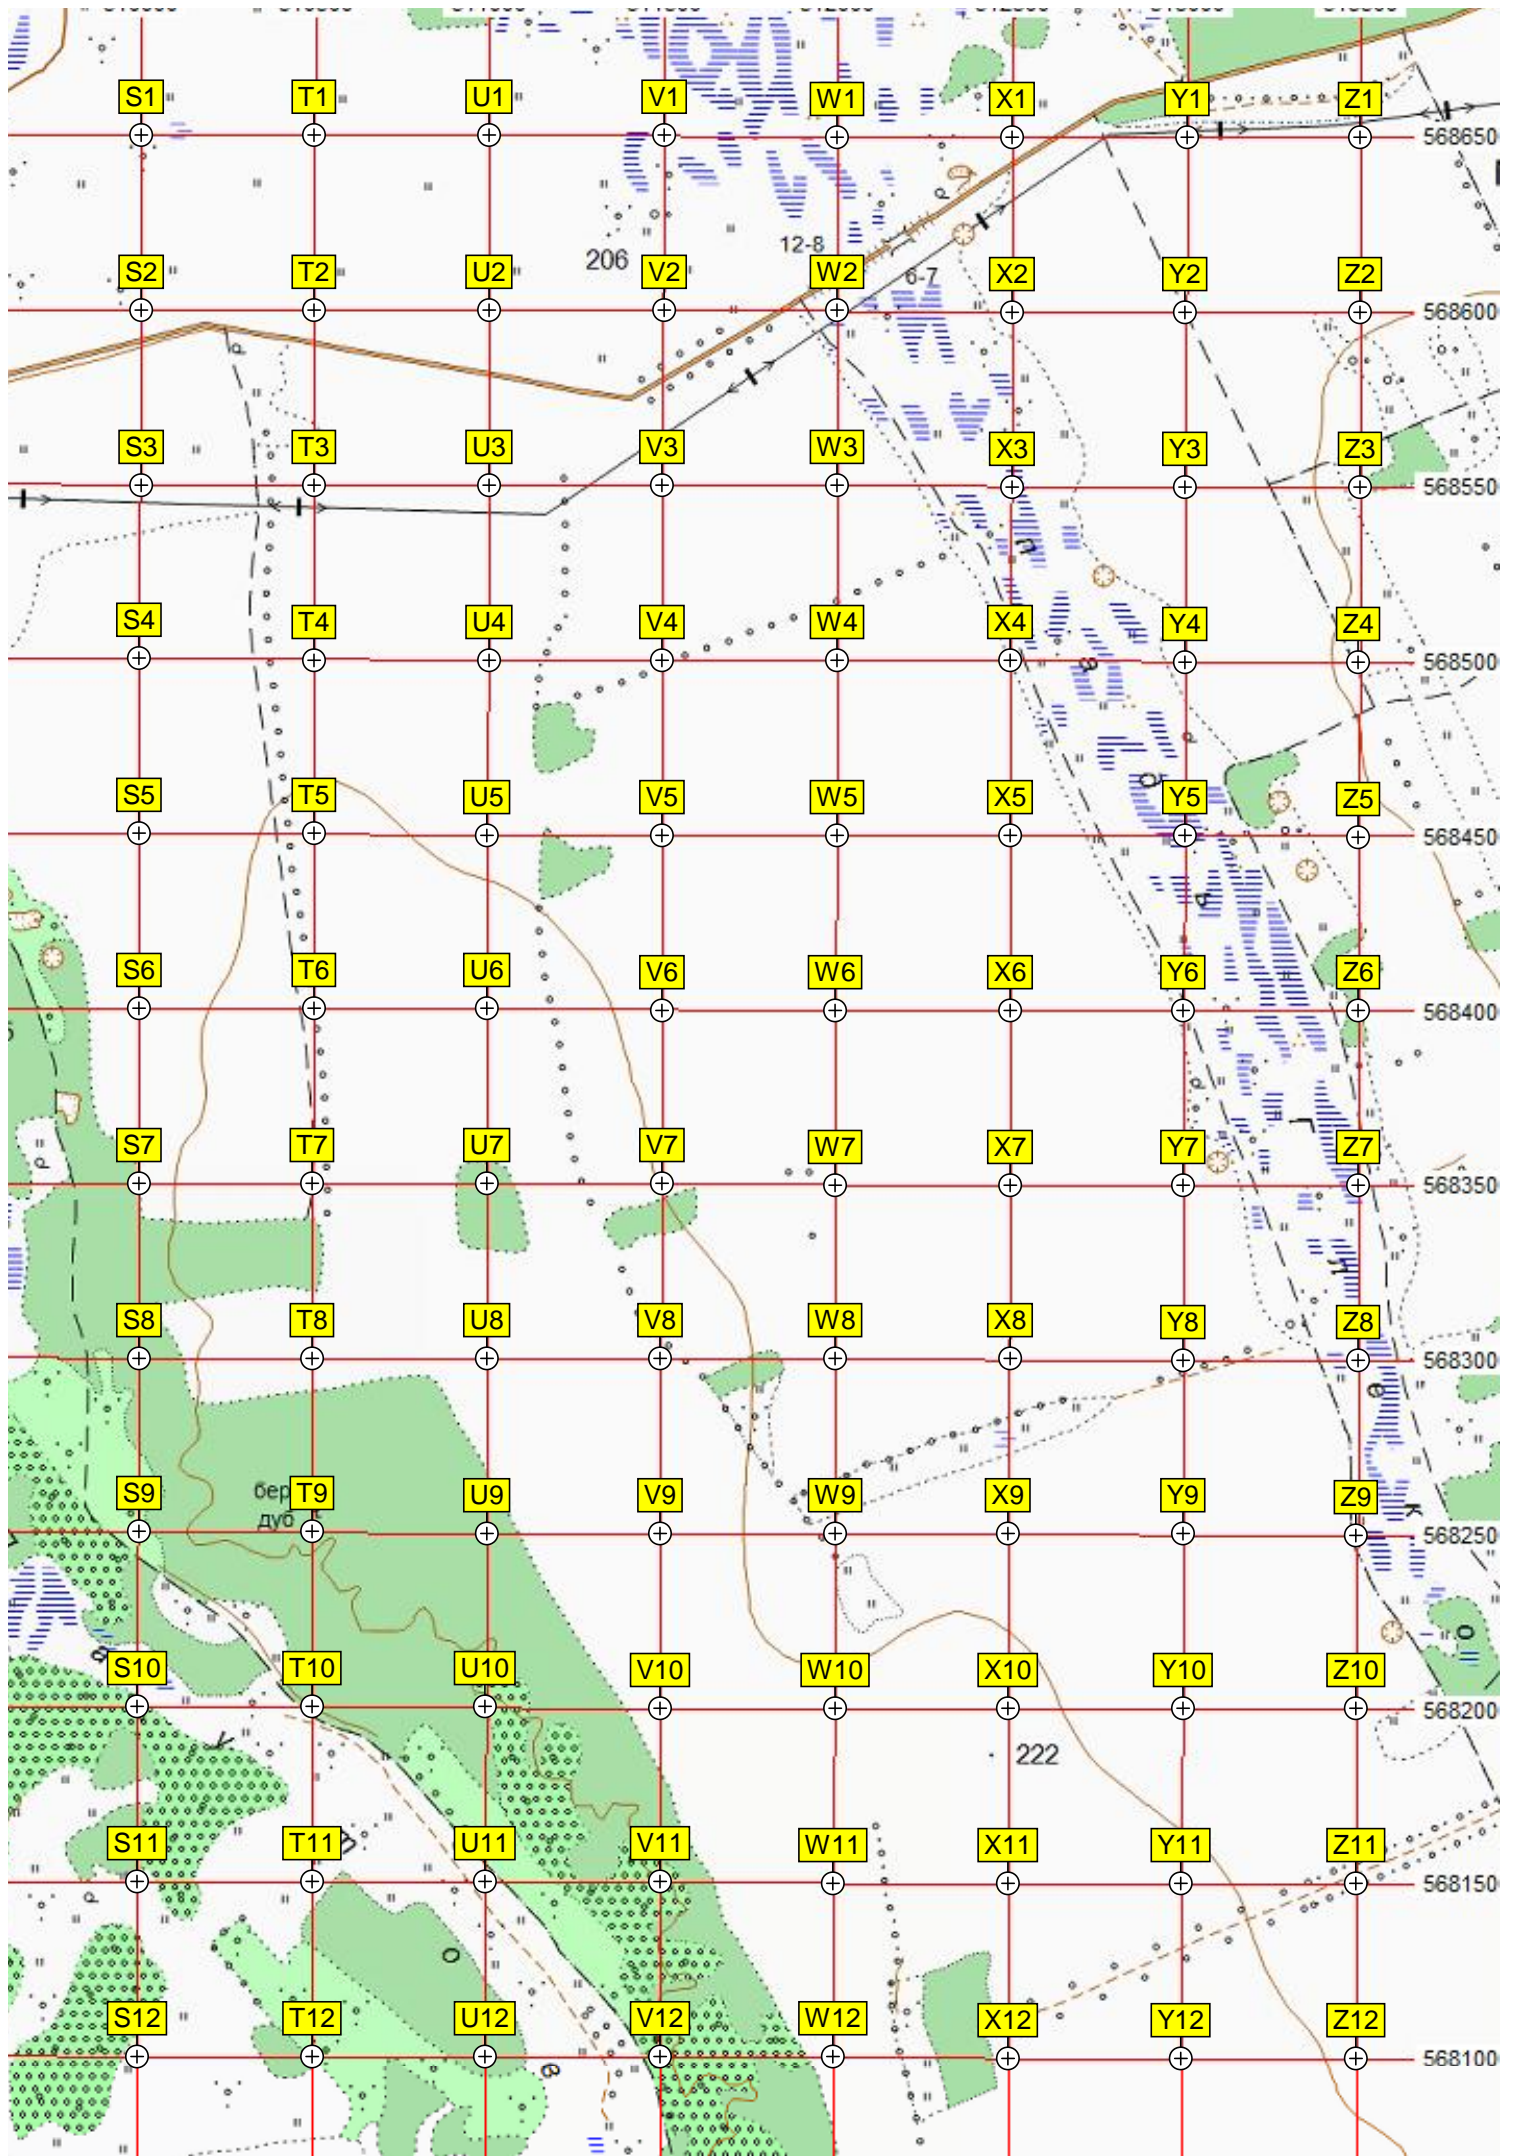 S1 T1 U1 V1 W1 X1 Y1 Z1
568650
206 12-8 6-7
S2 T2 U2 V2 W2 X2 Y2 Z2
568600
S3 T3 U3 V3 W3 X3 Y3 Z3
568550
S4 T4 U4 V4 W4 X4 Y4 Z4
568500
S5 T5 U5 V5 W5 X5 Y5 Z5
568450
S6 T6 U6 V6 W6 X6 Y6 Z6
568400
S7 T7 U7 V7 W7 X7 Y7 Z7
568350
S8 T8 U8 V8 W8 X8 Y8 Z8
568300
S9 T9 U9 V9 W9 X9 Y9 Z9
бер
дуб
568250
S10 T10 U10 V10 W10 X10 Y10 Z10
568200
222
S11 T11 U11 V11 W11 X11 Y11 Z11
568150
S12 T12 U12 V12 W12 X12 Y12 Z12
568100